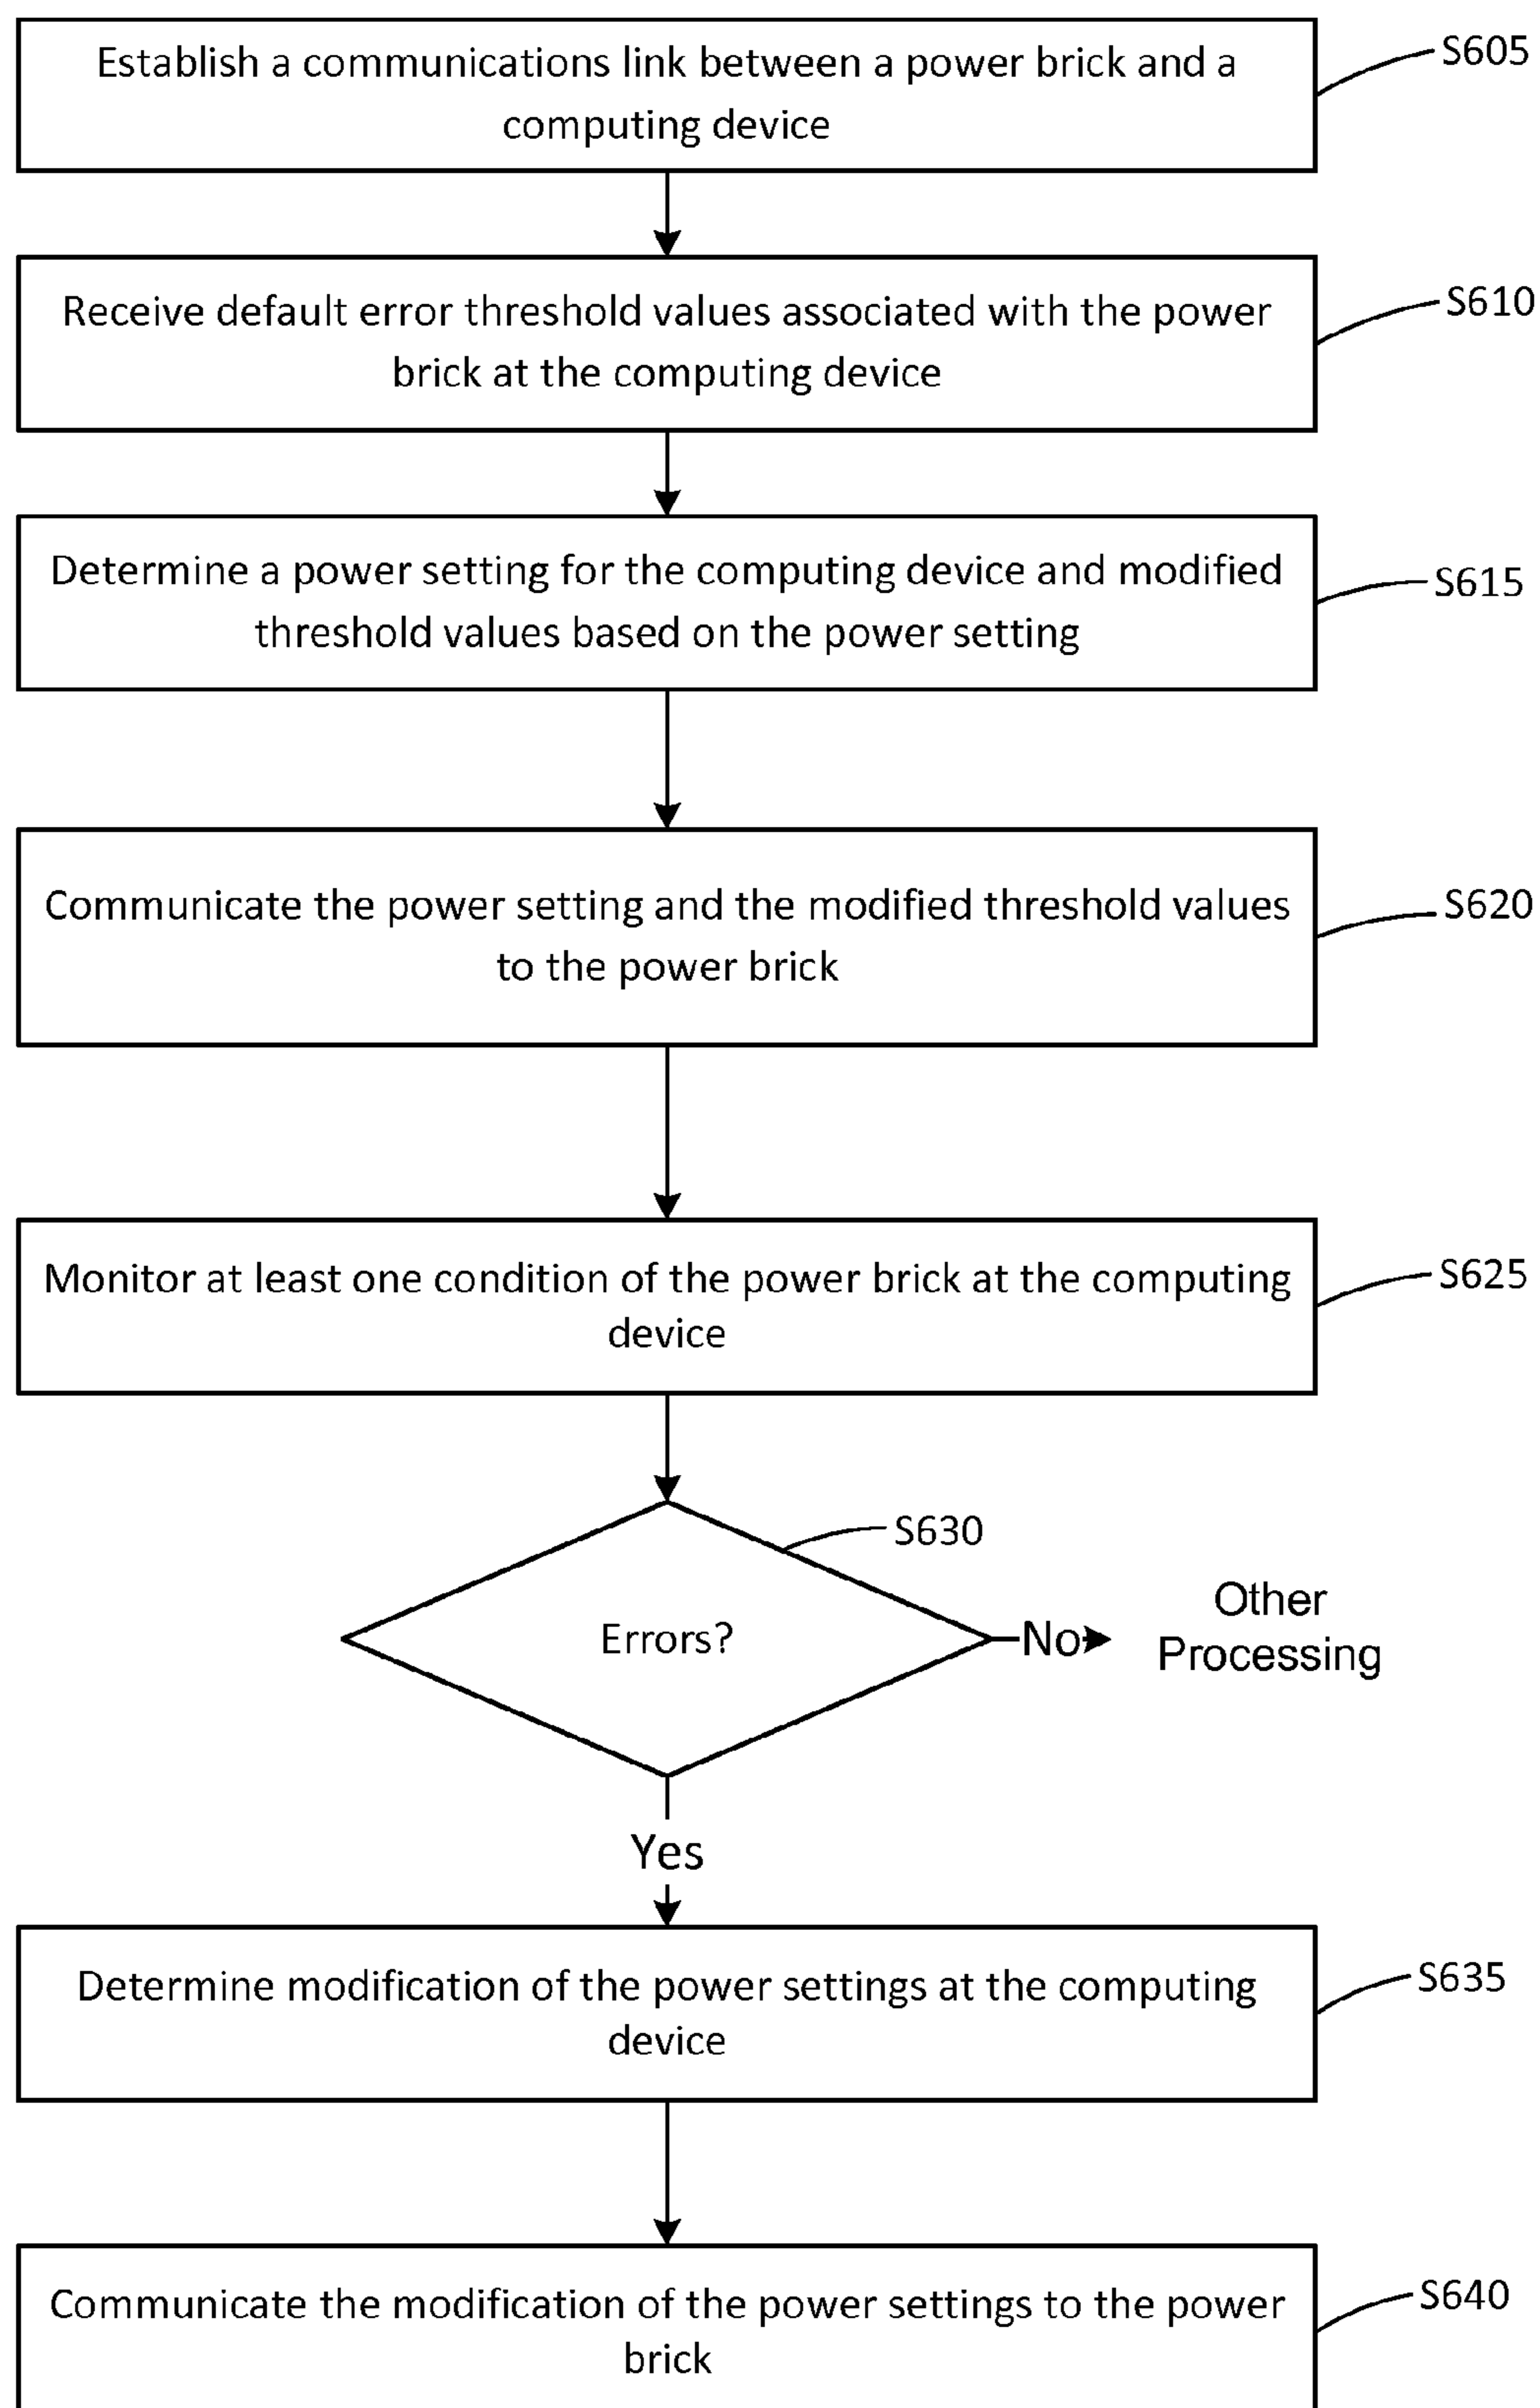 Establish a communications link between a power brick and a
computing device
S605
Receive default error threshold values associated with the power
brick at the computing device
S610
Determine a power setting for the computing device and modified
threshold values based on the power setting
S615
Communicate the power setting and the modified threshold values
to the power brick
S620
Monitor at least one condition of the power brick at the computing
device
S625
S630
Errors?
No
Other
Processing
Yes
Determine modification of the power settings at the computing
device
S635
Communicate the modification of the power settings to the power
brick
S640